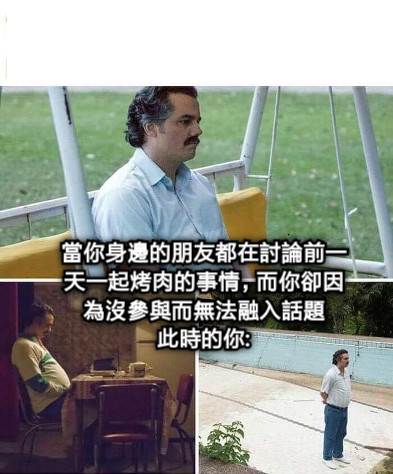 當你身邊的朋友都在討論前一
天一起烤肉的事情，而你卻因
為沒參與而無法融入話題
此時的你: